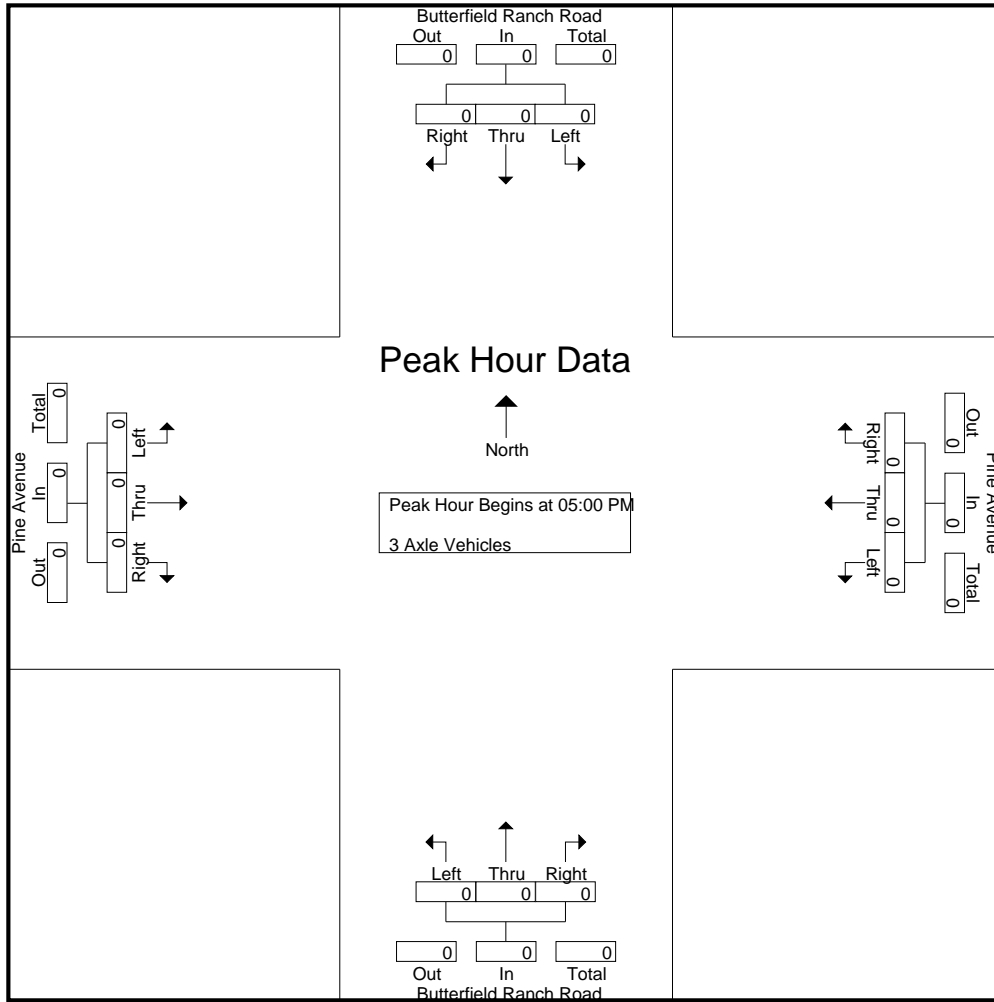 Butterfield Ranch Road
Out In Total
0 0 0
0 0 0
Right Thru Left
Peak Hour Data
North
Peak Hour Begins at 05:00 PM
3 Axle Vehicles
Pine Avenue
Out In Total
0 0 0
0 0 0
Right Thru Left
Pine Avenue
Out In Total
0 0 0
0 0 0
Right Thru Left
Left Thru Right
0 0 0
0 0 0
Out In Total
Butterfield Ranch Road